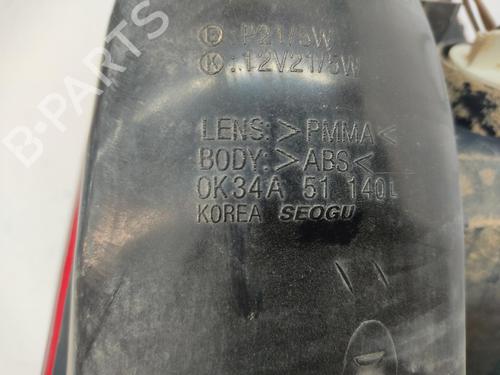 Ⓔ P21/5W
Ⓚ :12V21/5W
LENS: >PMMA<
BODY: >ABS<
0K34A 51 140L
KOREA SEOGU
B-PARTS